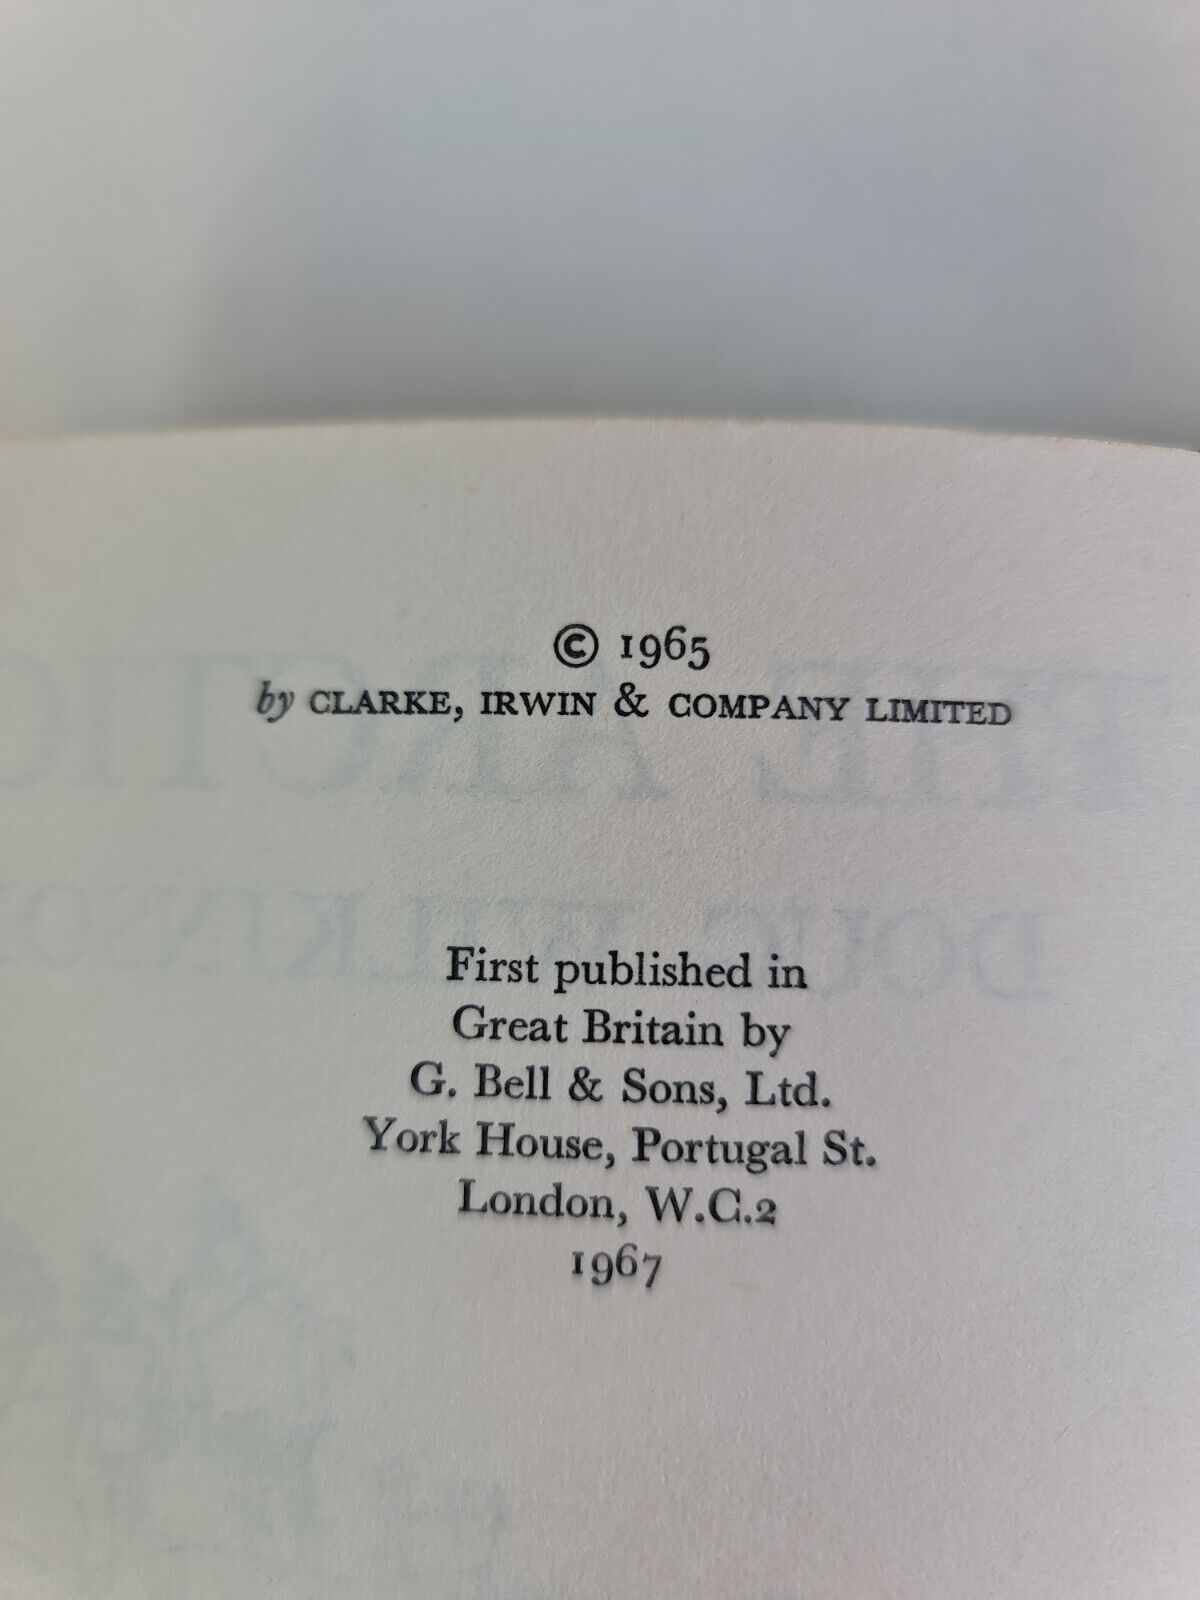 © 1965
by CLARKE, IRWIN & COMPANY LIMITED
First published in
Great Britain by
G. Bell & Sons, Ltd.
York House, Portugal St.
London, W.C.2
1967